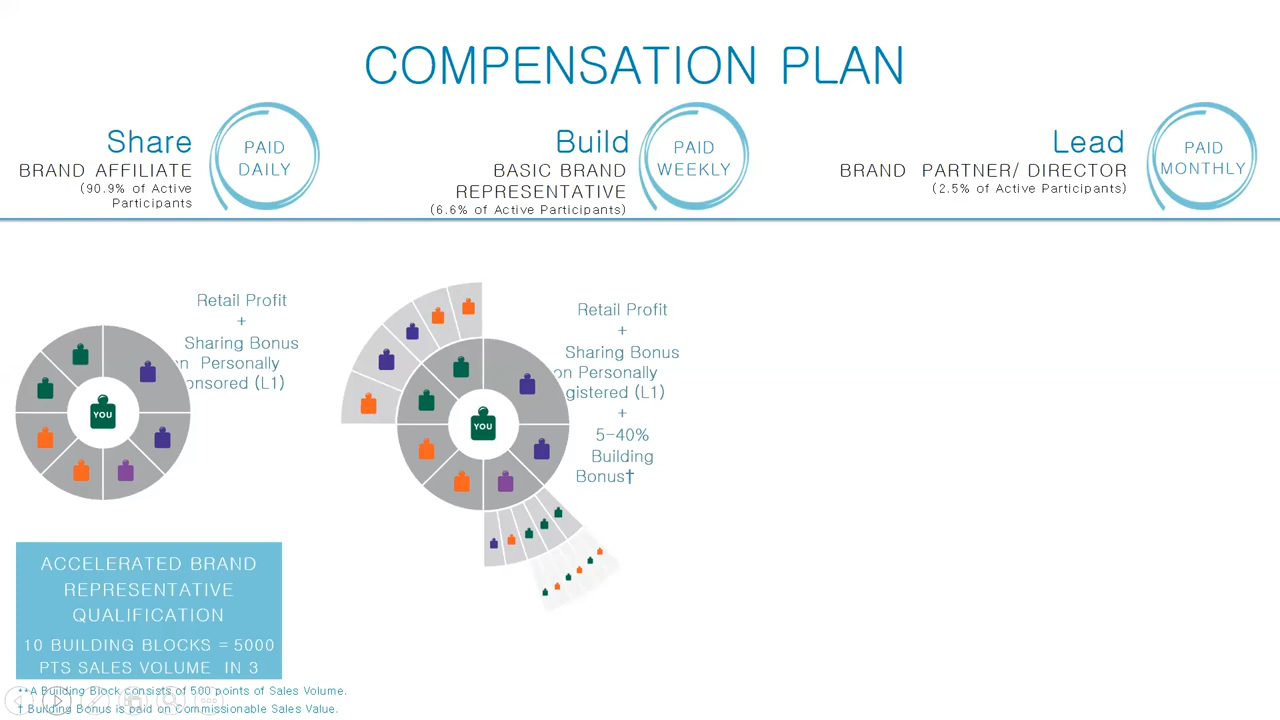 COMPENSATION PLAN
Share
BRAND AFFILIATE
(90.9% of Active
Participants
PAID
DAILY
Build
BASIC BRAND
REPRESENTATIVE
(6.6% of Active Participants)
PAID
WEEKLY
Lead
BRAND PARTNER/ DIRECTOR
(2.5% of Active Participants)
PAID
MONTHLY
YOU
Retail Profit
+
Sharing Bonus
n Personally
onsored (L1)
YOU
Retail Profit
+
Sharing Bonus
on Personally
gistered (L1)
+
5-40%
Building
Bonus†
ACCELERATED BRAND
REPRESENTATIVE
QUALIFICATION
10 BUILDING BLOCKS = 5000
PTS SALES VOLUME IN 3
**A Building Block consists of 500 points of Sales Volume.
† Building Bonus is paid on Commissionable Sales Value.